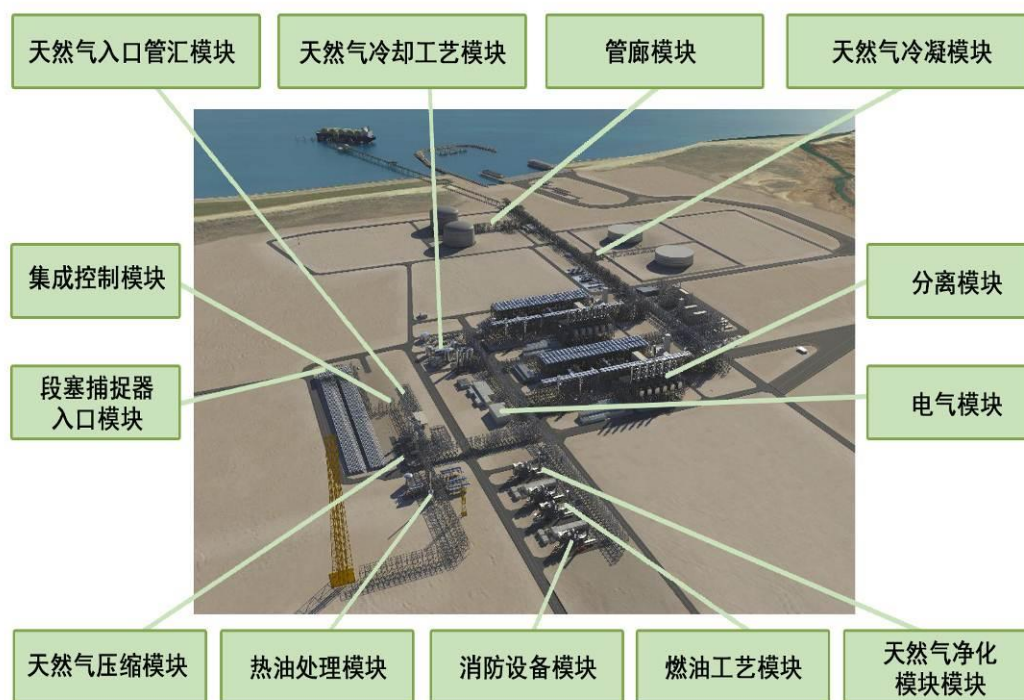 天然气入口管汇模块
天然气冷却工艺模块
管廊模块
天然气冷凝模块
集成控制模块
分离模块
段塞捕捉器
入口模块
电气模块
天然气压缩模块
热油处理模块
消防设备模块
燃油工艺模块
天然气净化
模块模块